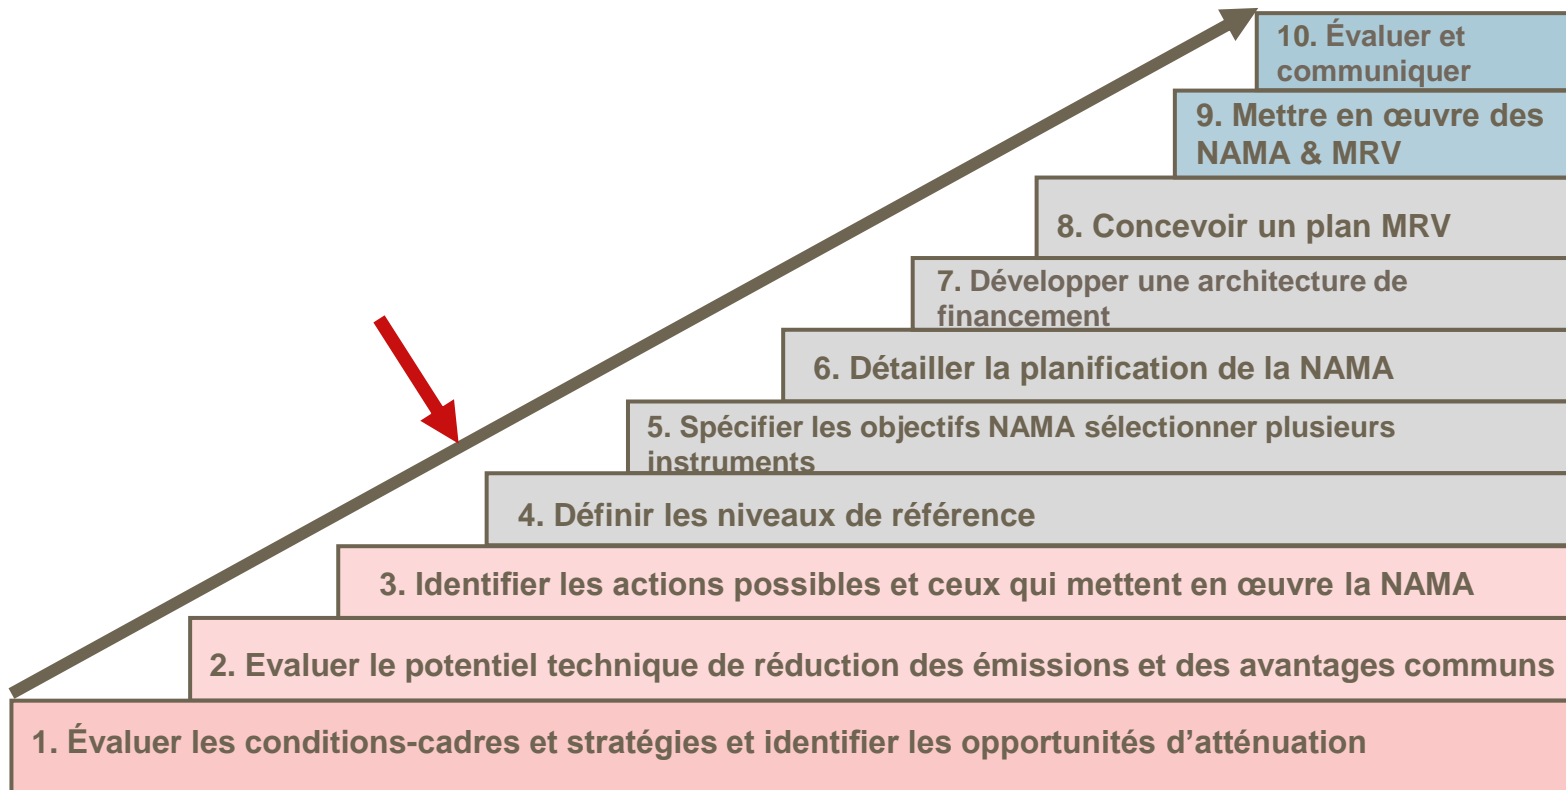 10. Évaluer et
communiquer
9. Mettre en œuvre des
NAMA & MRV
8. Concevoir un plan MRV
7. Développer une architecture de
financement
6. Détailler la planification de la NAMA
5. Spécifier les objectifs NAMA sélectionner plusieurs
instruments
4. Définir les niveaux de référence
3. Identifier les actions possibles et ceux qui mettent en œuvre la NAMA
2. Evaluer le potentiel technique de réduction des émissions et des avantages communs
1. Évaluer les conditions-cadres et stratégies et identifier les opportunités d’atténuation